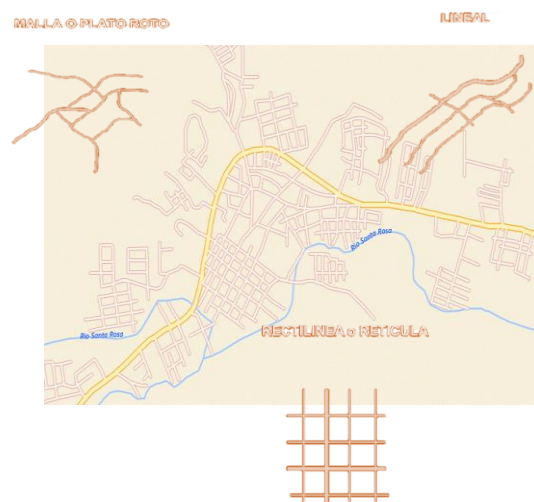 MALLA O PLATO ROTO
LINEAL
Rio Santa Rosa
Rio Santa Rosa
RECTILINEA o RETICULA